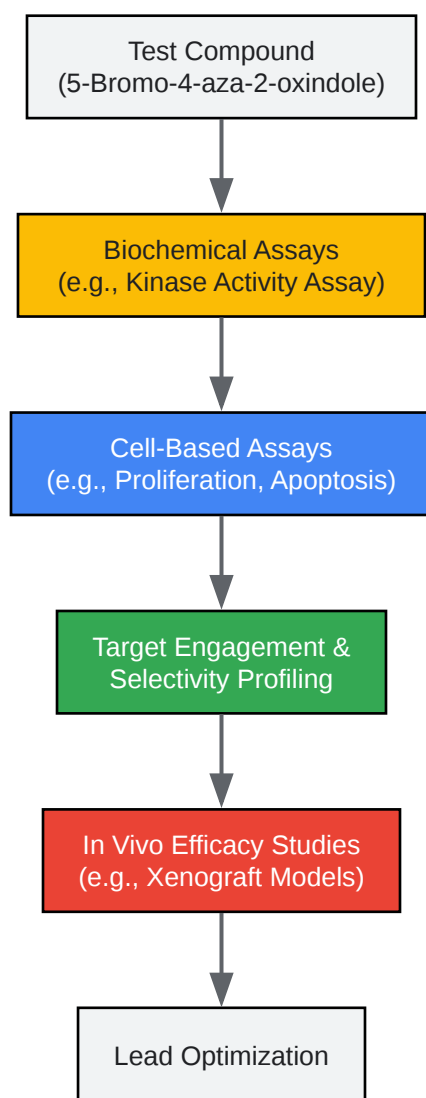 Test Compound
(5-Bromo-4-aza-2-oxindole)
Biochemical Assays
(e.g., Kinase Activity Assay)
Cell-Based Assays
(e.g., Proliferation, Apoptosis)
Target Engagement &
Selectivity Profiling
In Vivo Efficacy Studies
(e.g., Xenograft Models)
Lead Optimization